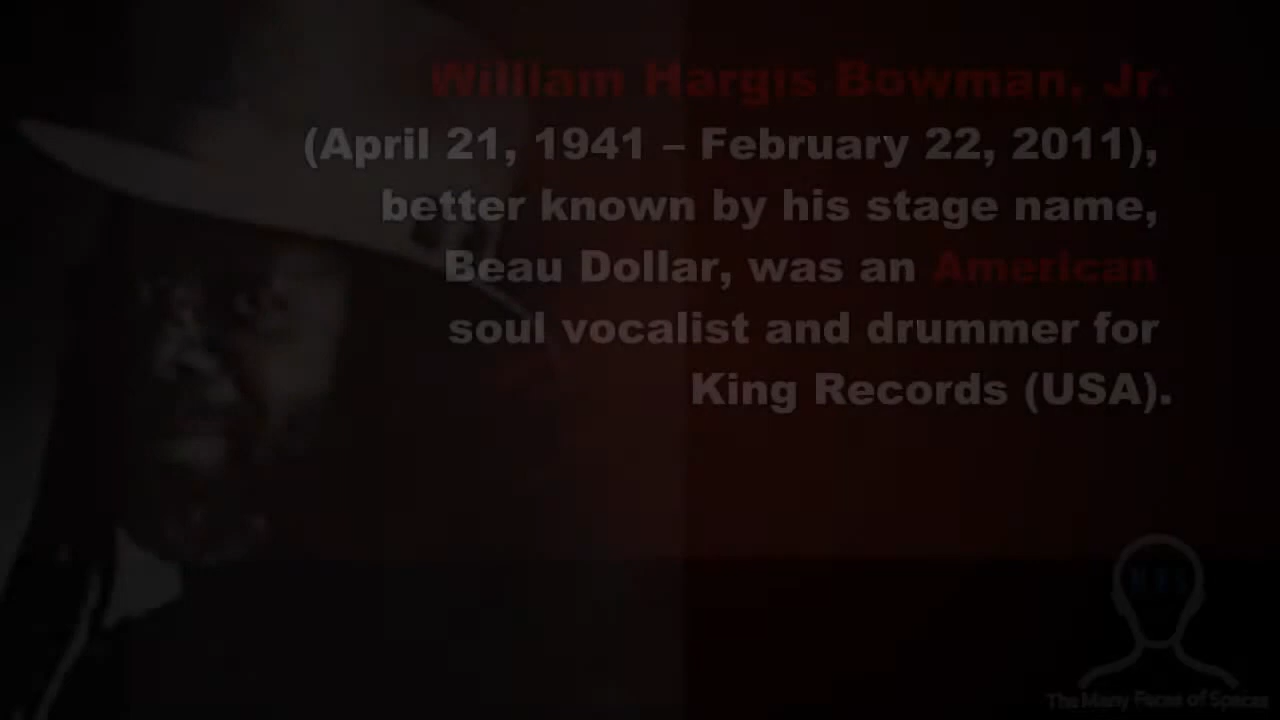 William Hargis Bowman, Jr.
(April 21, 1941 – February 22, 2011),
better known by his stage name,
Beau Dollar, was an American
soul vocalist and drummer for
King Records (USA).
The Many Faces of Spaces